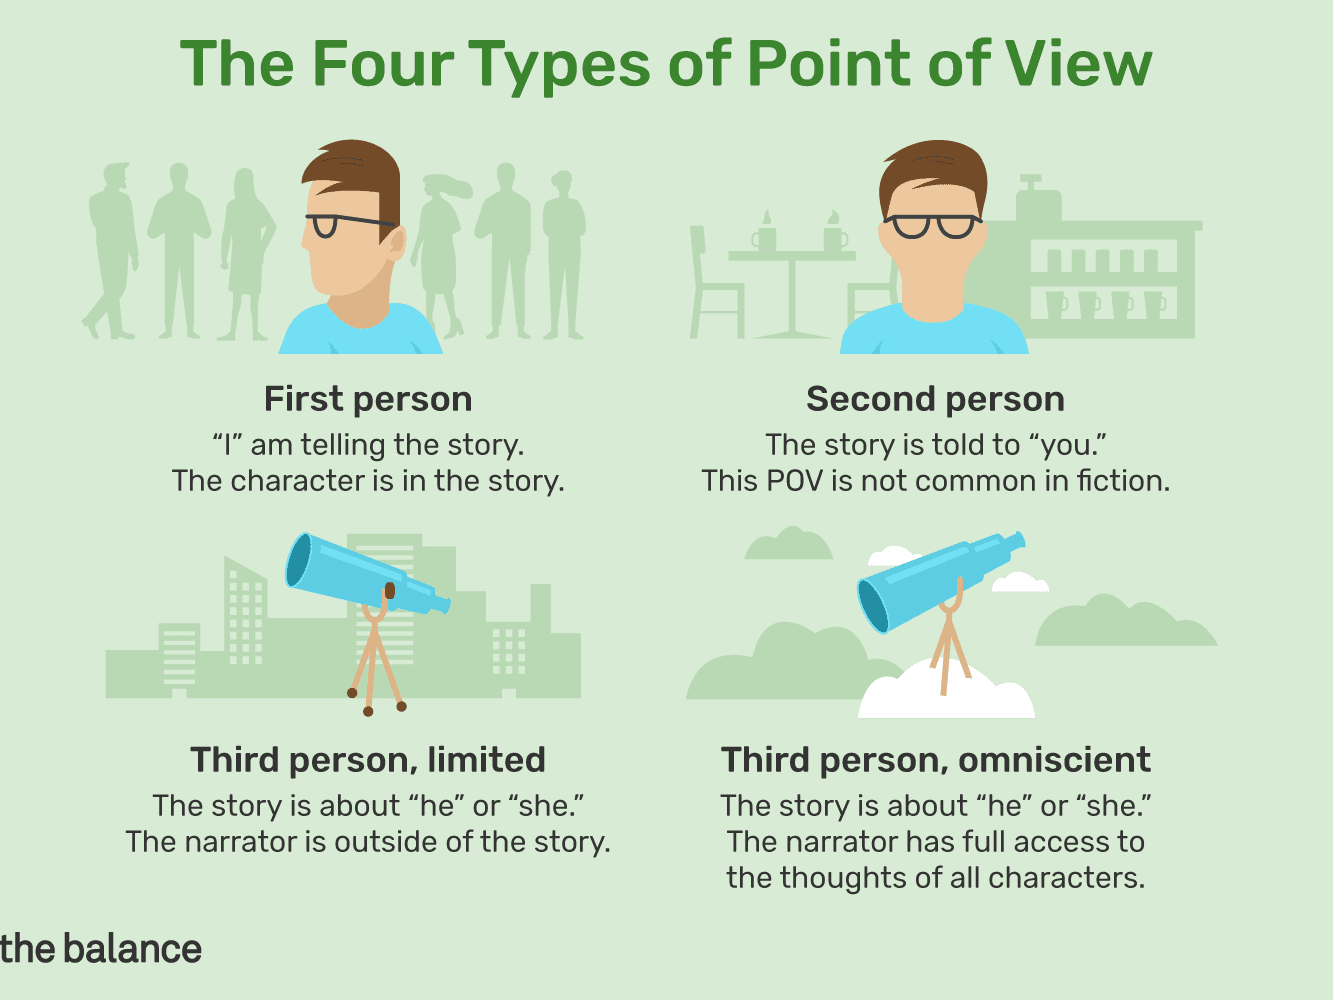 The Four Types of Point of View
First person
“I” am telling the story.
The character is in the story.
Second person
The story is told to “you.”
This POV is not common in fiction.
Third person, limited
The story is about “he” or “she.”
The narrator is outside of the story.
Third person, omniscient
The story is about “he” or “she.”
The narrator has full access to
the thoughts of all characters.
the balance